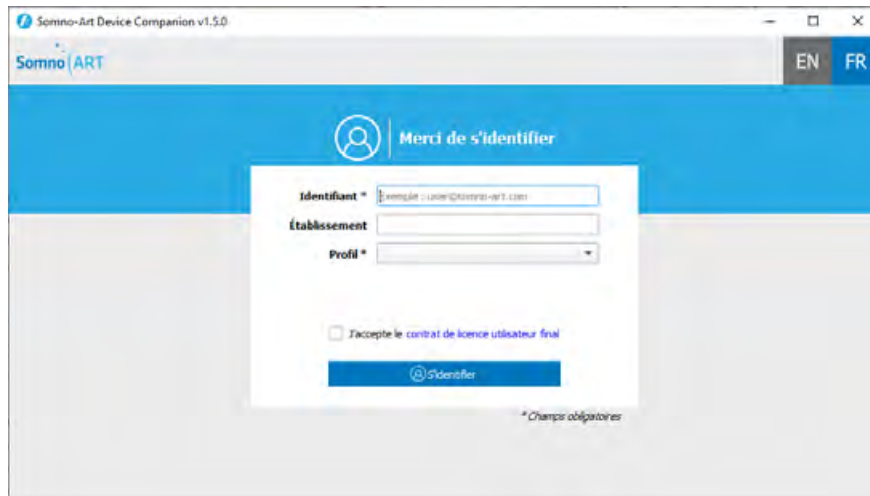 Somno-Art Device Companion v1.5.0
Somno ART
EN FR
Merci de s'identifier
Identifiant *
Exemple : user@somno-art.com
Établissement
Profil *
J'accepte le contrat de licence utilisateur final
S'identifier
* Champs obligatoires